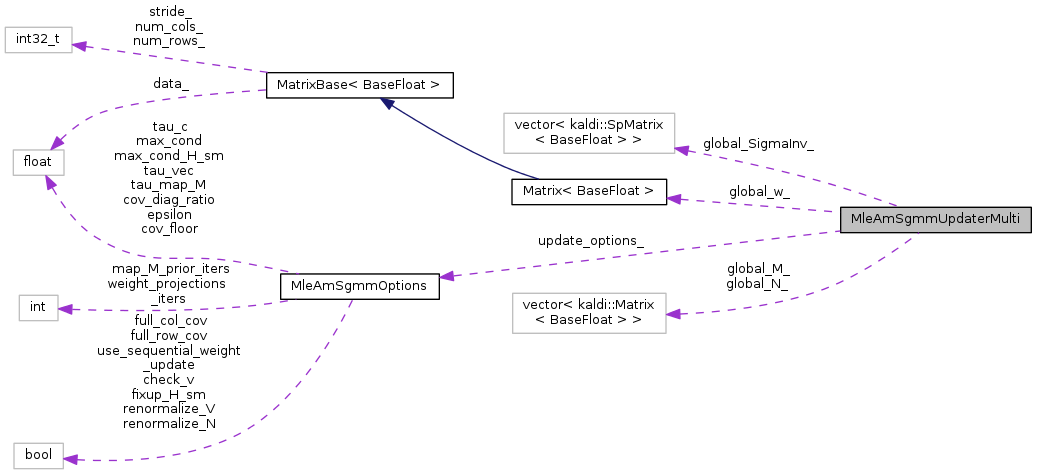 stride_
num_cols_
num_rows_
int32_t
MatrixBase< BaseFloat >
data_
vector< kaldi::SpMatrix
< BaseFloat > >
global_SigmaInv_
float
tau_c
max_cond
max_cond_H_sm
tau_vec
tau_map_M
cov_diag_ratio
epsilon
cov_floor
Matrix< BaseFloat >
global_w_
MleAmSgmmUpdaterMulti
update_options_
MleAmSgmmOptions
global_M_
global_N_
vector< kaldi::Matrix
< BaseFloat > >
map_M_prior_iters
weight_projections
_iters
int
full_col_cov
full_row_cov
use_sequential_weight
_update
check_v
fixup_H_sm
renormalize_V
renormalize_N
bool